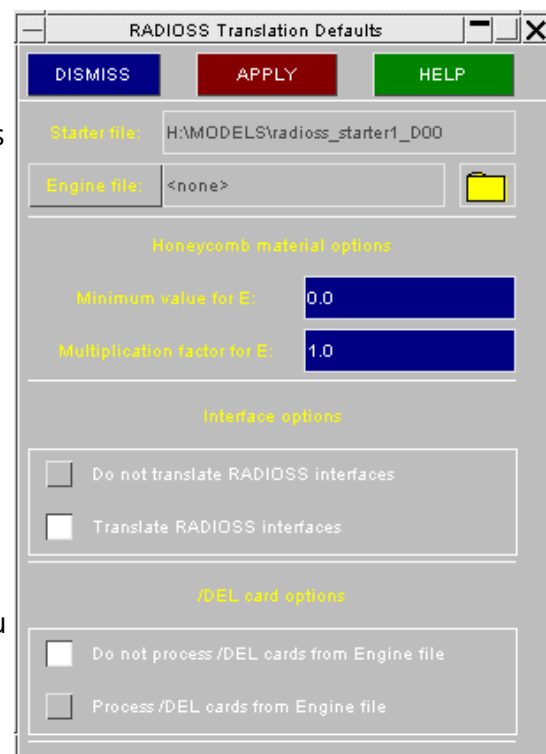 RADIOSS Translation Defaults
DISMISS APPLY HELP
Starter file: H:\MODELS\radioss_starter1_D00
Engine file: <none>
Honeycomb material options
Minimum value for E: 0.0
Multiplication factor for E: 1.0
Interface options
Do not translate RADIOSS interfaces
Translate RADIOSS interfaces
/DEL card options
Do not process /DEL cards from Engine file
Process /DEL cards from Engine file